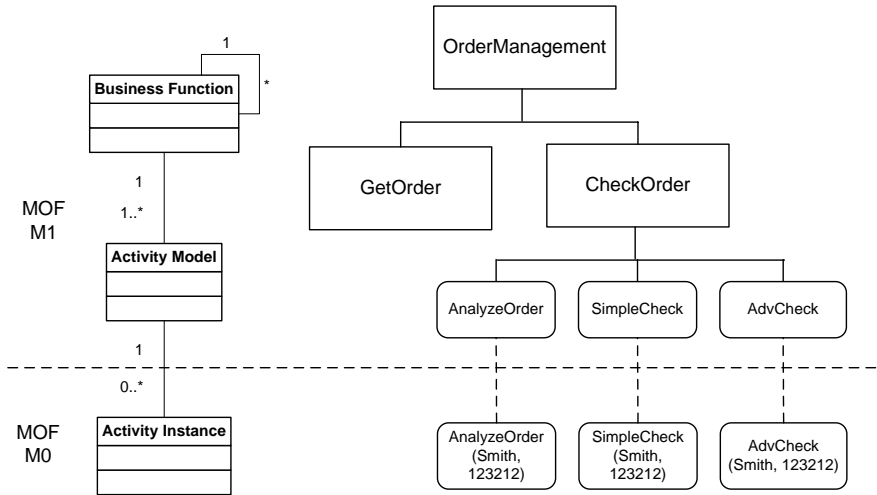 1
OrderManagement
Business Function
*
GetOrder
CheckOrder
1
MOF
M1
1..*
Activity Model
AnalyzeOrder
SimpleCheck
AdvCheck
1
0..*
MOF
M0
Activity Instance
AnalyzeOrder
(Smith,
123212)
SimpleCheck
(Smith,
123212)
AdvCheck
(Smith, 123212)